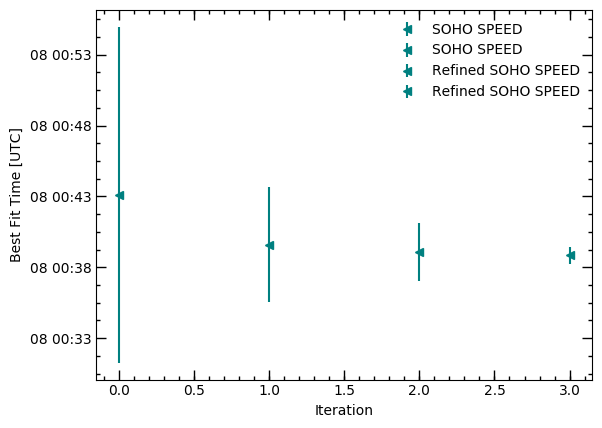 SOHO SPEED
SOHO SPEED
Refined SOHO SPEED
Refined SOHO SPEED
08 00:53
08 00:48
08 00:43
08 00:38
08 00:33
Best Fit Time [UTC]
0.0 0.5 1.0 1.5 2.0 2.5 3.0
Iteration